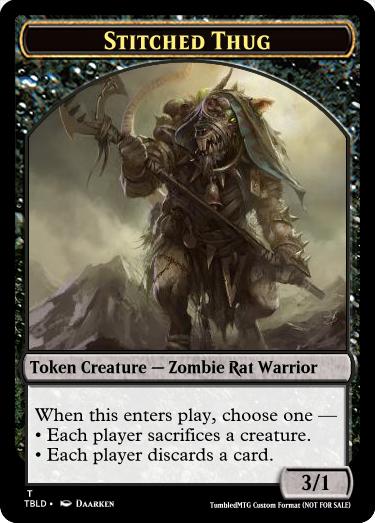 STITCHED THUG
Token Creature — Zombie Rat Warrior
When this enters play, choose one —
• Each player sacrifices a creature.
• Each player discards a card.
3/1
T
TBLD • DAARKEN
TumbledMTG Custom Format (NOT FOR SALE)